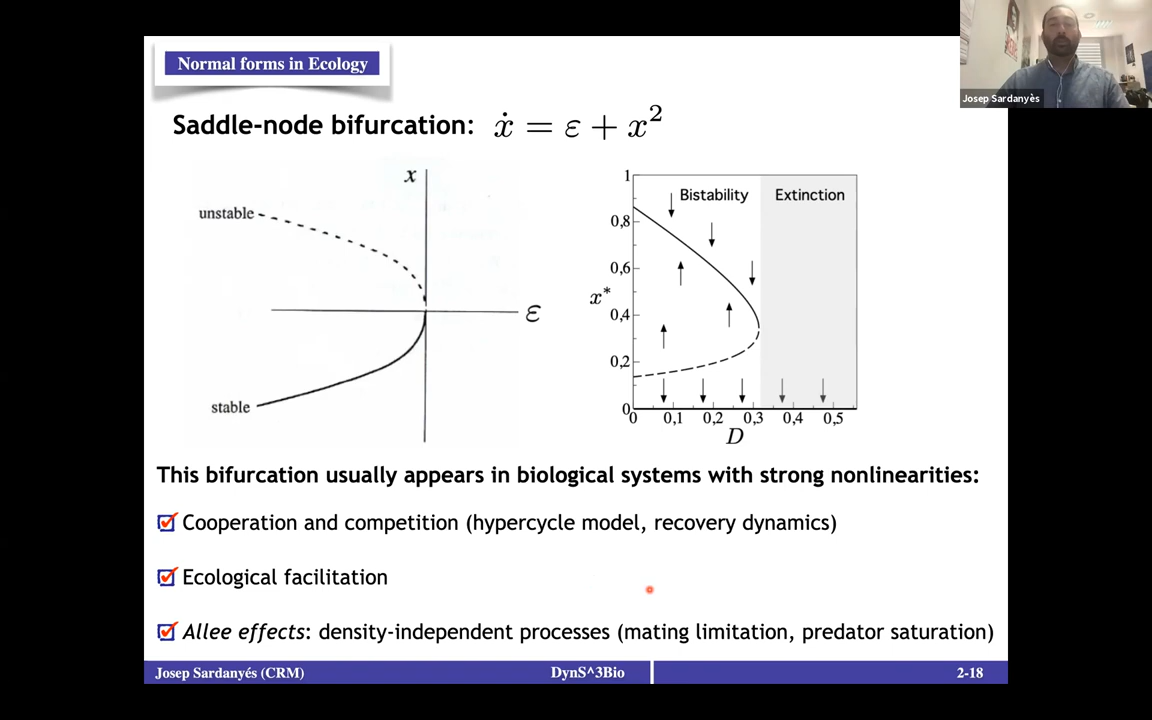 Normal forms in Ecology
Josep Sardanyès
Saddle-node bifurcation: ẋ = ε + x²
x
unstable
ε
stable
1
0,8
0,6
0,4
0,2
0
x*
Bistability
Extinction
0 0,1 0,2 0,3 0,4 0,5
D
This bifurcation usually appears in biological systems with strong nonlinearities:
Cooperation and competition (hypercycle model, recovery dynamics)
Ecological facilitation
Allee effects: density-independent processes (mating limitation, predator saturation)
Josep Sardanyés (CRM) DynS^3Bio 2-18